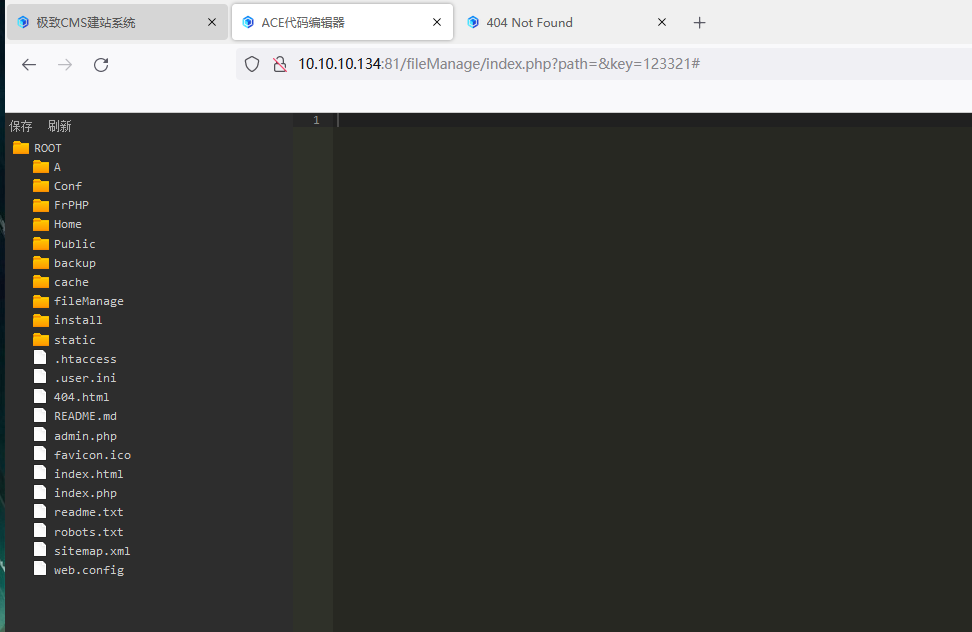 极致CMS建站系统
ACE代码编辑器
404 Not Found
10.10.10.134:81/fileManage/index.php?path=&key=123321#
保存 刷新
1
ROOT
A
Conf
FrPHP
Home
Public
backup
cache
fileManage
install
static
.htaccess
.user.ini
404.html
README.md
admin.php
favicon.ico
index.html
index.php
readme.txt
robots.txt
sitemap.xml
web.config